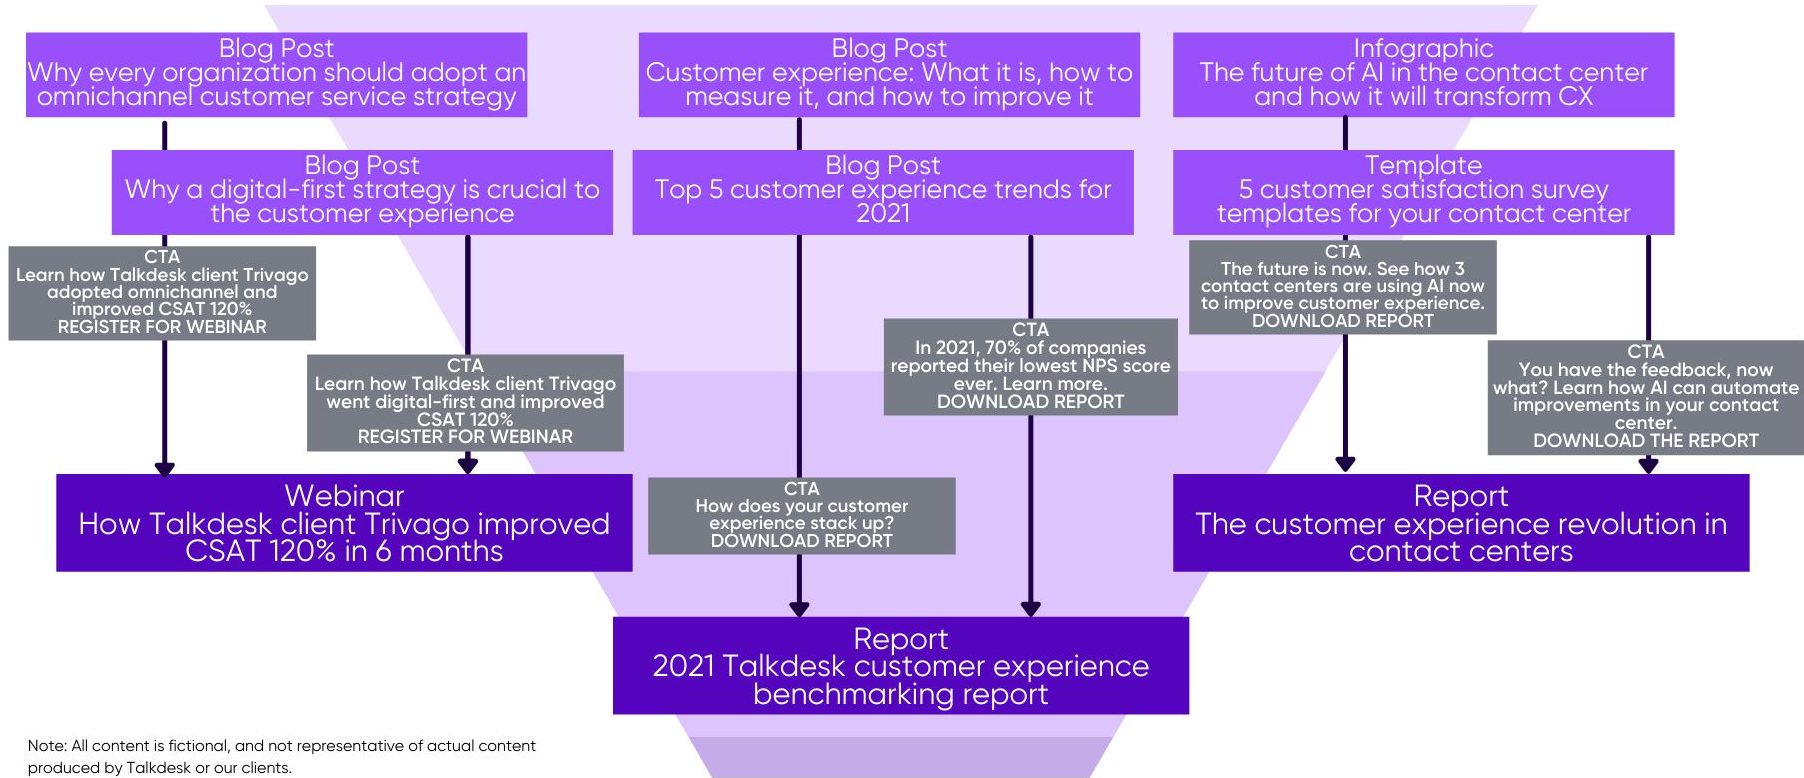 Blog Post
Why every organization should adopt an
omnichannel customer service strategy
Blog Post
Customer experience: What it is, how to
measure it, and how to improve it
Infographic
The future of AI in the contact center
and how it will transform CX
Blog Post
Why a digital-first strategy is crucial to
the customer experience
Blog Post
Top 5 customer experience trends for
2021
Template
5 customer satisfaction survey
templates for your contact center
CTA
Learn how Talkdesk client Trivago
adopted omnichannel and
improved CSAT 120%
REGISTER FOR WEBINAR
CTA
Learn how Talkdesk client Trivago
went digital-first and improved
CSAT 120%
REGISTER FOR WEBINAR
CTA
In 2021, 70% of companies
reported their lowest NPS score
ever. Learn more.
DOWNLOAD REPORT
CTA
The future is now. See how 3
contact centers are using AI now
to improve customer experience.
DOWNLOAD REPORT
CTA
You have the feedback, now
what? Learn how AI can automate
improvements in your contact
center.
DOWNLOAD THE REPORT
Webinar
How Talkdesk client Trivago improved
CSAT 120% in 6 months
CTA
How does your customer
experience stack up?
DOWNLOAD REPORT
Report
The customer experience revolution in
contact centers
Report
2021 Talkdesk customer experience
benchmarking report
Note: All content is fictional, and not representative of actual content
produced by Talkdesk or our clients.